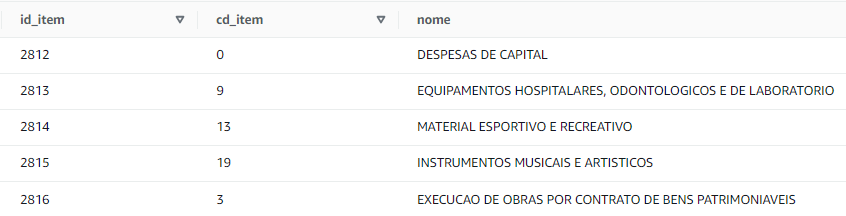 id_item cd_item nome
2812 0 DESPESAS DE CAPITAL
2813 9 EQUIPAMENTOS HOSPITALARES, ODONTOLOGICOS E DE LABORATORIO
2814 13 MATERIAL ESPORTIVO E RECREATIVO
2815 19 INSTRUMENTOS MUSICAIS E ARTISTICOS
2816 3 EXECUCAO DE OBRAS POR CONTRATO DE BENS PATRIMONIAVEIS